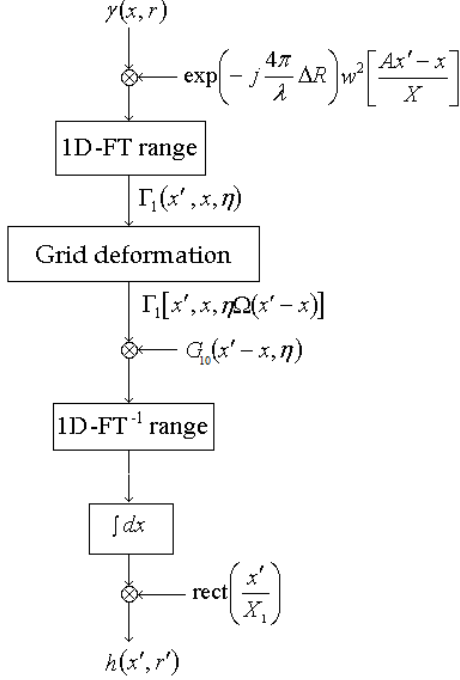 γ(x, r)
exp(− j 4π/λ ΔR) w²[Ax′ − x / X]
1D-FT range
Γ₁(x′, x, η)
Grid deformation
Γ₁[x′, x, ηΩ(x′ − x)]
G₁₀(x′ − x, η)
1D-FT⁻¹ range
∫dx
rect(x′/X₁)
h(x′, r′)